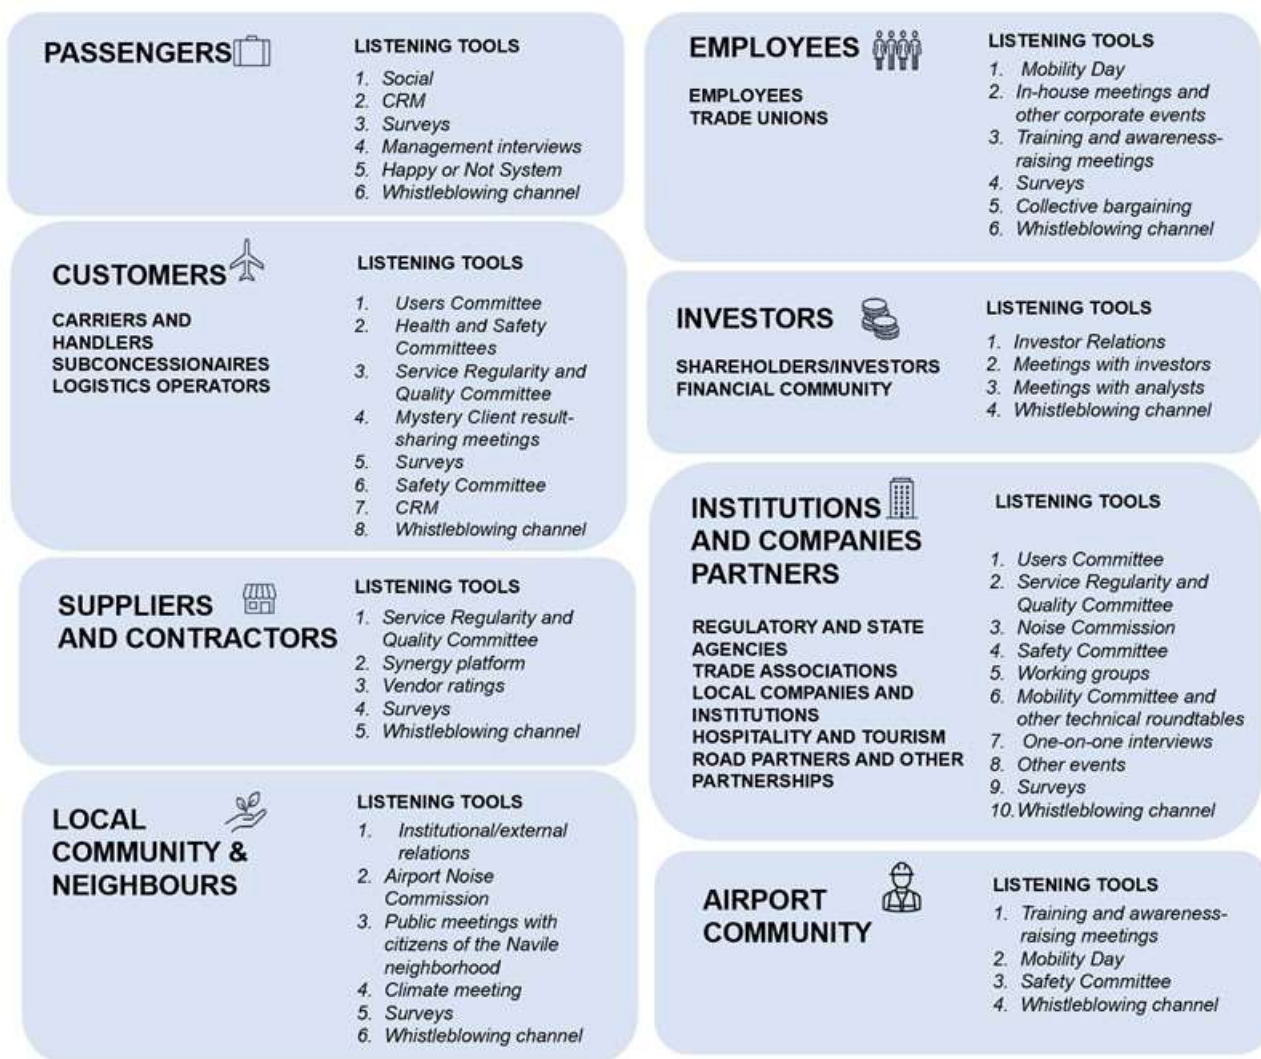 PASSENGERS
LISTENING TOOLS
1. Social
2. CRM
3. Surveys
4. Management interviews
5. Happy or Not System
6. Whistleblowing channel
CUSTOMERS
CARRIERS AND
HANDLERS
SUBCONCESSIONAIRES
LOGISTICS OPERATORS
LISTENING TOOLS
1. Users Committee
2. Health and Safety
Committees
3. Service Regularity and
Quality Committee
4. Mystery Client result-
sharing meetings
5. Surveys
6. Safety Committee
7. CRM
8. Whistleblowing channel
SUPPLIERS
AND CONTRACTORS
LISTENING TOOLS
1. Service Regularity and
Quality Committee
2. Synergy platform
3. Vendor ratings
4. Surveys
5. Whistleblowing channel
LOCAL
COMMUNITY &
NEIGHBOURS
LISTENING TOOLS
1. Institutional/external
relations
2. Airport Noise
Commission
3. Public meetings with
citizens of the Navile
neighborhood
4. Climate meeting
5. Surveys
6. Whistleblowing channel
EMPLOYEES
EMPLOYEES
TRADE UNIONS
LISTENING TOOLS
1. Mobility Day
2. In-house meetings and
other corporate events
3. Training and awareness-
raising meetings
4. Surveys
5. Collective bargaining
6. Whistleblowing channel
INVESTORS
SHAREHOLDERS/INVESTORS
FINANCIAL COMMUNITY
LISTENING TOOLS
1. Investor Relations
2. Meetings with investors
3. Meetings with analysts
4. Whistleblowing channel
INSTITUTIONS
AND COMPANIES
PARTNERS
REGULATORY AND STATE
AGENCIES
TRADE ASSOCIATIONS
LOCAL COMPANIES AND
INSTITUTIONS
HOSPITALITY AND TOURISM
ROAD PARTNERS AND OTHER
PARTNERSHIPS
LISTENING TOOLS
1. Users Committee
2. Service Regularity and
Quality Committee
3. Noise Commission
4. Safety Committee
5. Working groups
6. Mobility Committee and
other technical roundtables
7. One-on-one interviews
8. Other events
9. Surveys
10. Whistleblowing channel
AIRPORT
COMMUNITY
LISTENING TOOLS
1. Training and awareness-
raising meetings
2. Mobility Day
3. Safety Committee
4. Whistleblowing channel